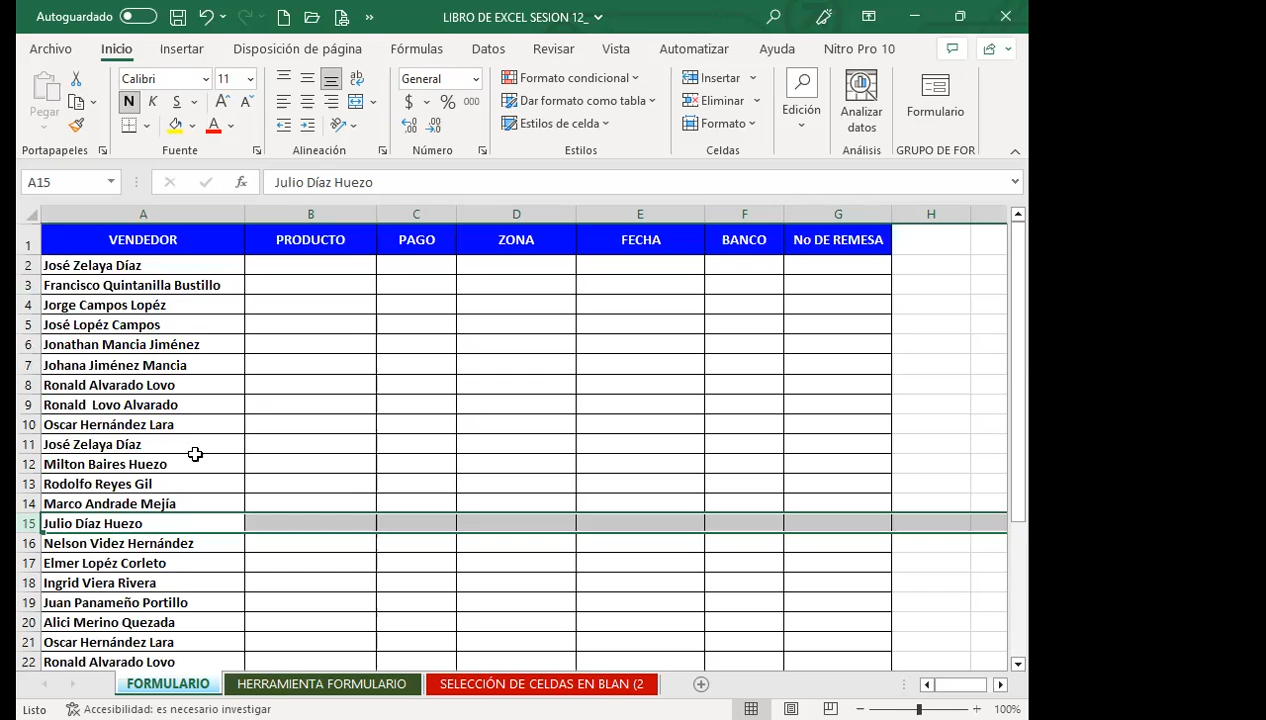 Autoguardado
LIBRO DE EXCEL SESION 12_
Archivo Inicio Insertar Disposición de página Fórmulas Datos Revisar Vista Automatizar Ayuda Nitro Pro 10
Pegar
Calibri 11
N K S
General
$ % 000
Formato condicional
Dar formato como tabla
Estilos de celda
Insertar
Eliminar
Formato
Edición
Analizar
datos
Formulario
Portapapeles Fuente Alineación Número Estilos Celdas Análisis GRUPO DE FOR
A15 fx Julio Díaz Huezo
A B C D E F G H
1 VENDEDOR PRODUCTO PAGO ZONA FECHA BANCO No DE REMESA
2 José Zelaya Díaz
3 Francisco Quintanilla Bustillo
4 Jorge Campos Lopéz
5 José Lopéz Campos
6 Jonathan Mancia Jiménez
7 Johana Jiménez Mancia
8 Ronald Alvarado Lovo
9 Ronald  Lovo Alvarado
10 Oscar Hernández Lara
11 José Zelaya Díaz
12 Milton Baires Huezo
13 Rodolfo Reyes Gil
14 Marco Andrade Mejía
15 Julio Díaz Huezo
16 Nelson Videz Hernández
17 Elmer Lopéz Corleto
18 Ingrid Viera Rivera
19 Juan Panameño Portillo
20 Alici Merino Quezada
21 Oscar Hernández Lara
22 Ronald Alvarado Lovo
FORMULARIO HERRAMIENTA FORMULARIO SELECCIÓN DE CELDAS EN BLAN (2
Listo Accesibilidad: es necesario investigar 100%